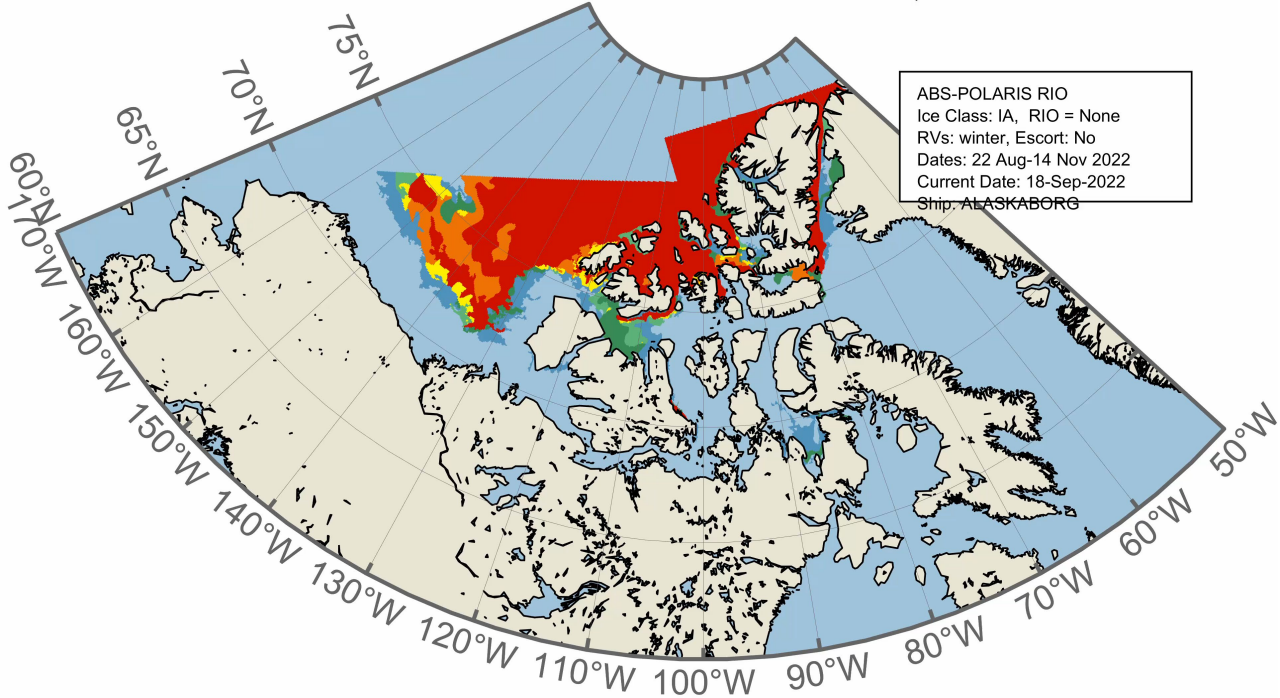 75°N
70°N
65°N
60°N
170°W
160°W
150°W
140°W
130°W
120°W
110°W
100°W
90°W
80°W
70°W
60°W
50°W
ABS-POLARIS RIO
Ice Class: IA, RIO = None
RVs: winter, Escort: No
Dates: 22 Aug-14 Nov 2022
Current Date: 18-Sep-2022
Ship: ALASKABORG